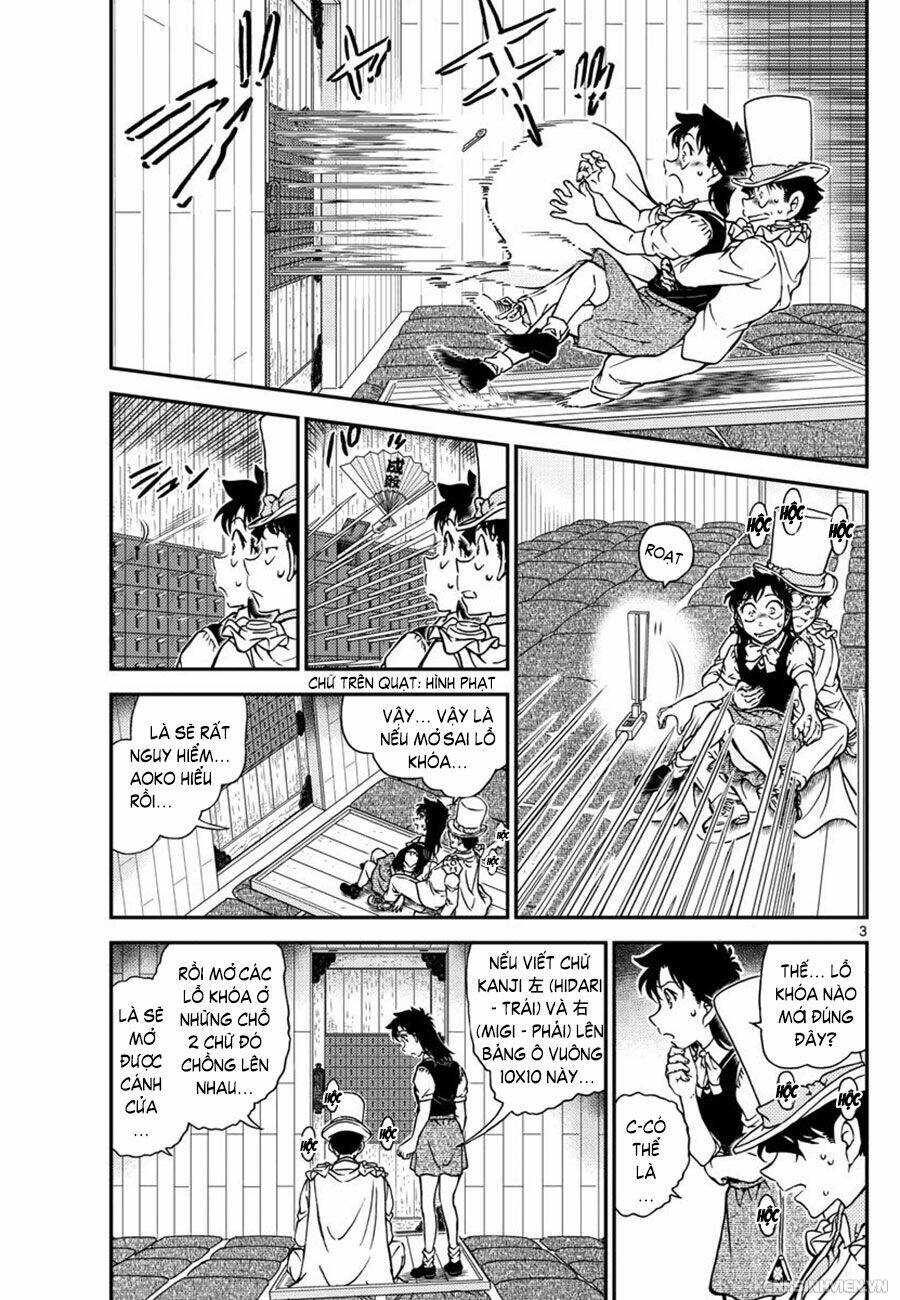 成敗
HỘC
HỘC
HỘC
ROẠT
CHỮ TRÊN QUẠT: HÌNH PHẠT
VẬY... VẬY LÀ
NẾU MỞ SAI LỖ
KHÓA...
LÀ SẼ RẤT
NGUY HIỂM,
AOKO HIỂU
RỒI...
HỘC
HỘC
3
THẾ... LỖ
KHÓA NÀO
MỚI ĐÚNG
ĐÂY?
C-CÓ
THỂ
LÀ
...
HỘC
HỘC
HỘC
NẾU VIẾT CHỮ
KANJI 左 (HIDARI
- TRÁI) VÀ 右
(MIGI - PHẢI) LÊN
BẢNG Ô VUÔNG
10X10 NÀY...
RỒI MỞ CÁC
LỖ KHÓA Ở
NHỮNG CHỖ
2 CHỮ ĐÓ
CHỒNG LÊN
NHAU...
LÀ SẼ
MỞ
ĐƯỢC
CÁNH
CỬA
...
HỘC
HỘC
HỘC